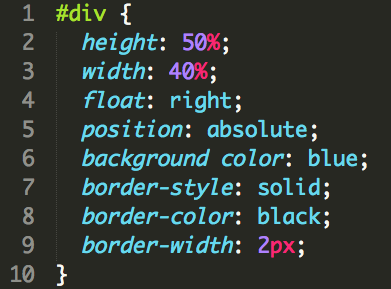 1 #div {
2 height: 50%;
3 width: 40%;
4 float: right;
5 position: absolute;
6 background color: blue;
7 border-style: solid;
8 border-color: black;
9 border-width: 2px;
10 }